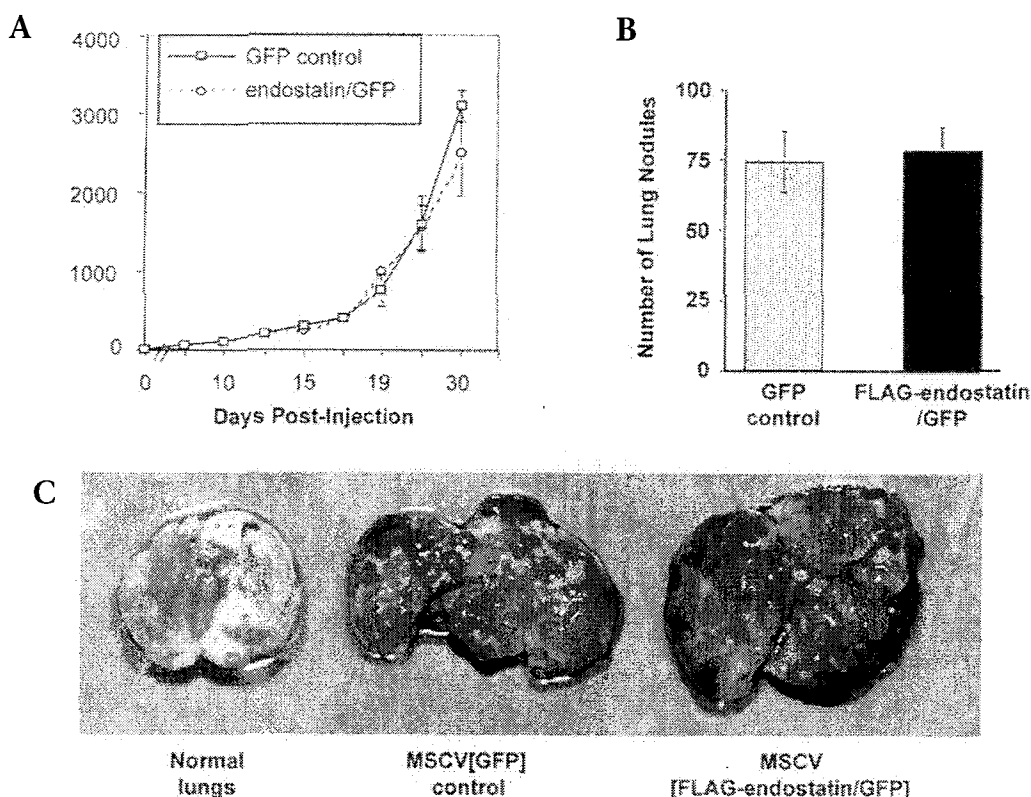 A
4000
3000
2000
1000
0
GFP control
endostatin/GFP
0
10
15
19
30
Days Post-Injection
B
Number of Lung Nodules
100
75
50
25
0
GFP
control
FLAG-endostatin
/GFP
C
Normal
lungs
MSCV[GFP]
control
MSCV
[FLAG-endostatin/GFP]